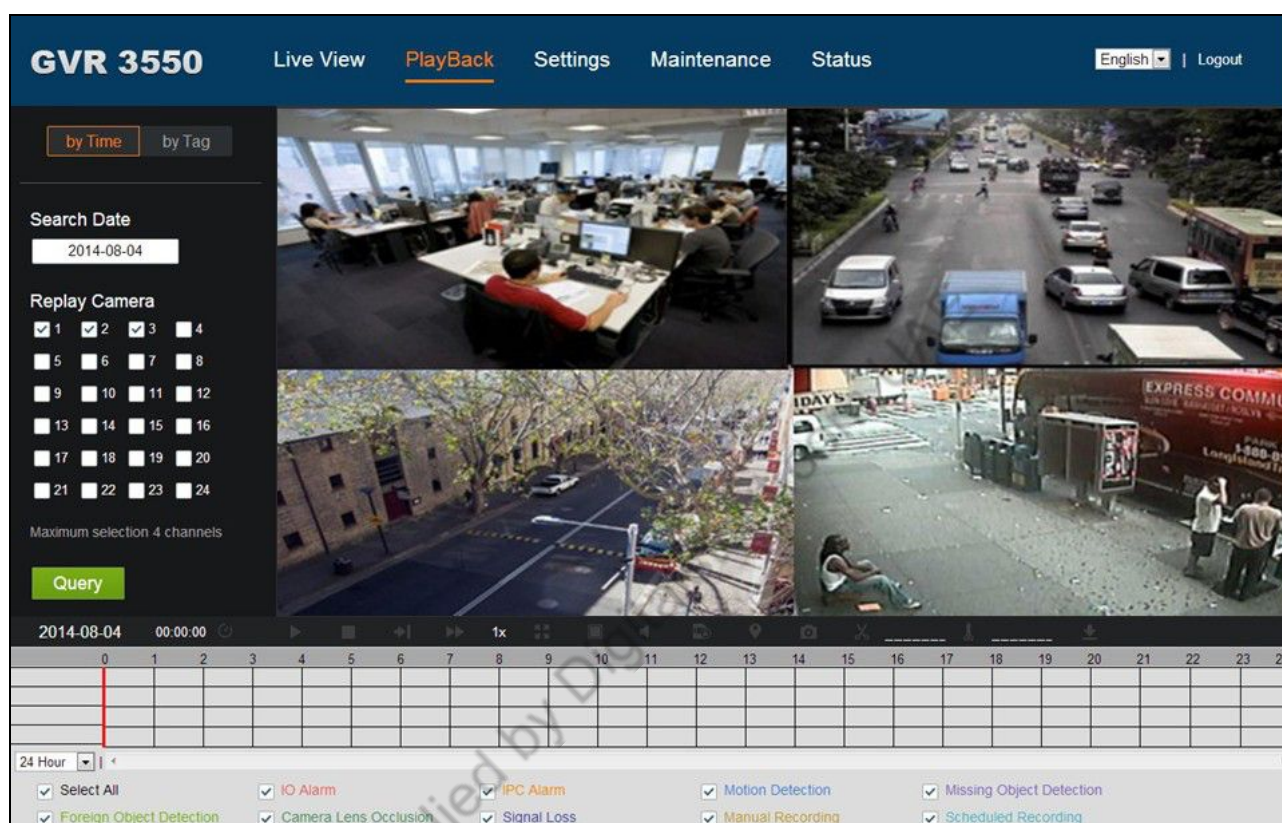 GVR 3550 Live View PlayBack Settings Maintenance Status English | Logout
by Time by Tag
Search Date
2014-08-04
Replay Camera
1 2 3 4
5 6 7 8
9 10 11 12
13 14 15 16
17 18 19 20
21 22 23 24
Maximum selection 4 channels
Query
EXPRESS COMMU
2014-08-04 00:00:00 1x
0 1 2 3 4 5 6 7 8 9 10 11 12 13 14 15 16 17 18 19 20 21 22 23 2
24 Hour
Select All IO Alarm IPC Alarm Motion Detection Missing Object Detection
Foreign Object Detection Camera Lens Occlusion Signal Loss Manual Recording Scheduled Recording